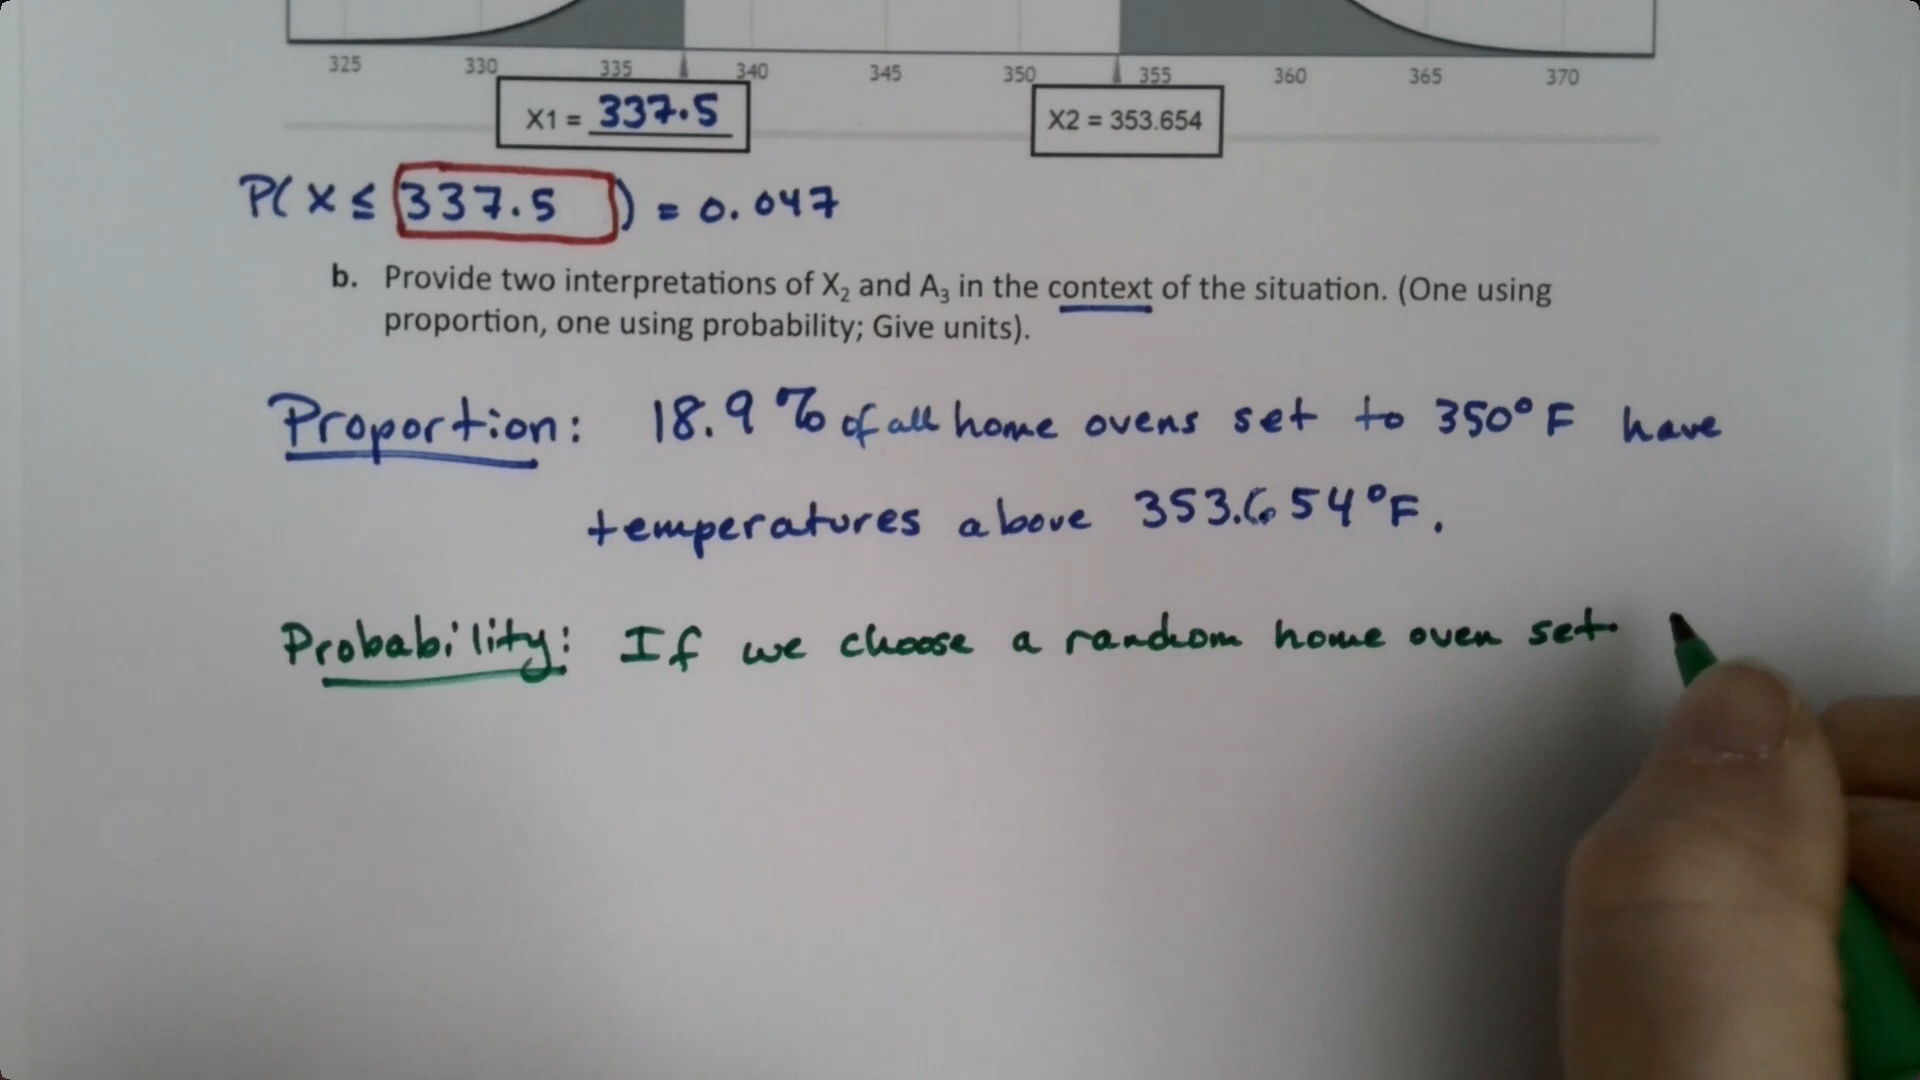 325 330 335 340 345 350 355 360 365 370
X1 = 337.5 X2 = 353.654
P( X ≤ 337.5 ) = 0.047
b. Provide two interpretations of X₂ and A₃ in the context of the situation. (One using
proportion, one using probability; Give units).
Proportion: 18.9% of all home ovens set to 350°F have
temperatures above 353.654°F.
Probability: If we choose a random home oven set